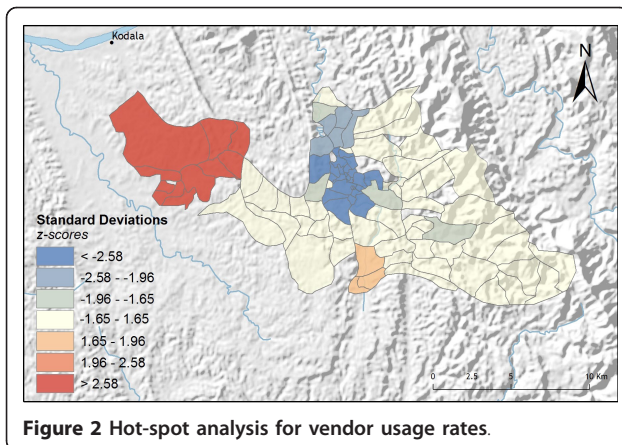 Kodala
N
Standard Deviations
z-scores
< -2.58
-2.58 - -1.96
-1.96 - -1.65
-1.65 - 1.65
1.65 - 1.96
1.96 - 2.58
> 2.58
0 2.5 5 10 Km
Figure 2 Hot-spot analysis for vendor usage rates.